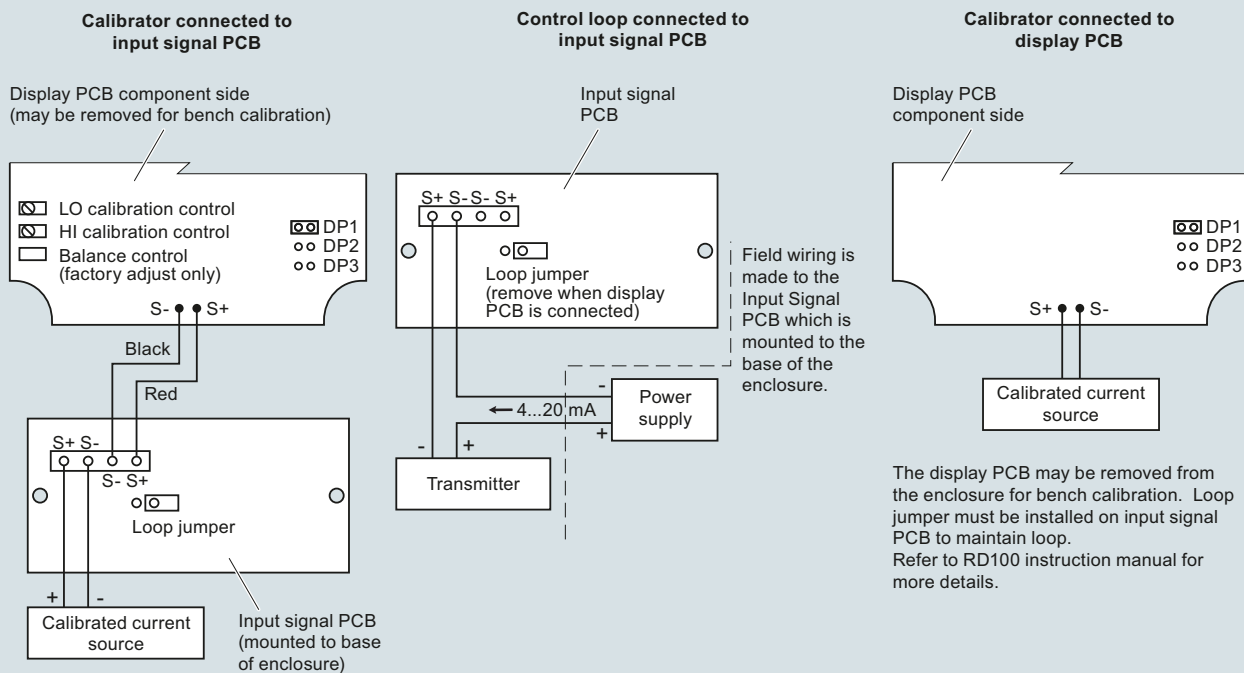 Calibrator connected to
input signal PCB
Display PCB component side
(may be removed for bench calibration)
LO calibration control
HI calibration control
Balance control
(factory adjust only)
DP1
DP2
DP3
S- S+
Black
Red
S+ S-
S- S+
Loop jumper
+ -
Calibrated current
source
Input signal PCB
(mounted to base
of enclosure)
Control loop connected to
input signal PCB
Input signal
PCB
S+ S- S- S+
Loop jumper
(remove when display
PCB is connected)
Field wiring is
made to the
Input Signal
PCB which is
mounted to the
base of the
enclosure.
-
4...20 mA
+
Power
supply
- +
Transmitter
Calibrator connected to
display PCB
Display PCB
component side
DP1
DP2
DP3
S+ S-
Calibrated current
source
The display PCB may be removed from
the enclosure for bench calibration. Loop
jumper must be installed on input signal
PCB to maintain loop.
Refer to RD100 instruction manual for
more details.